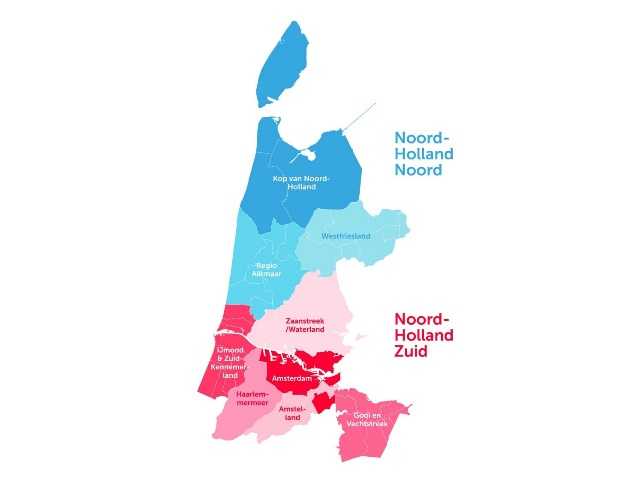 Noord-
Holland
Noord
Kop van Noord-
Holland
Westfriesland
Regio
Alkmaar
Zaanstreek
/Waterland
Noord-
Holland
Zuid
IJmond
& Zuid-
Kennemer-
land
Amsterdam
Haarlem-
mermeer
Amstel-
land
Gooi en
Vechtstreek